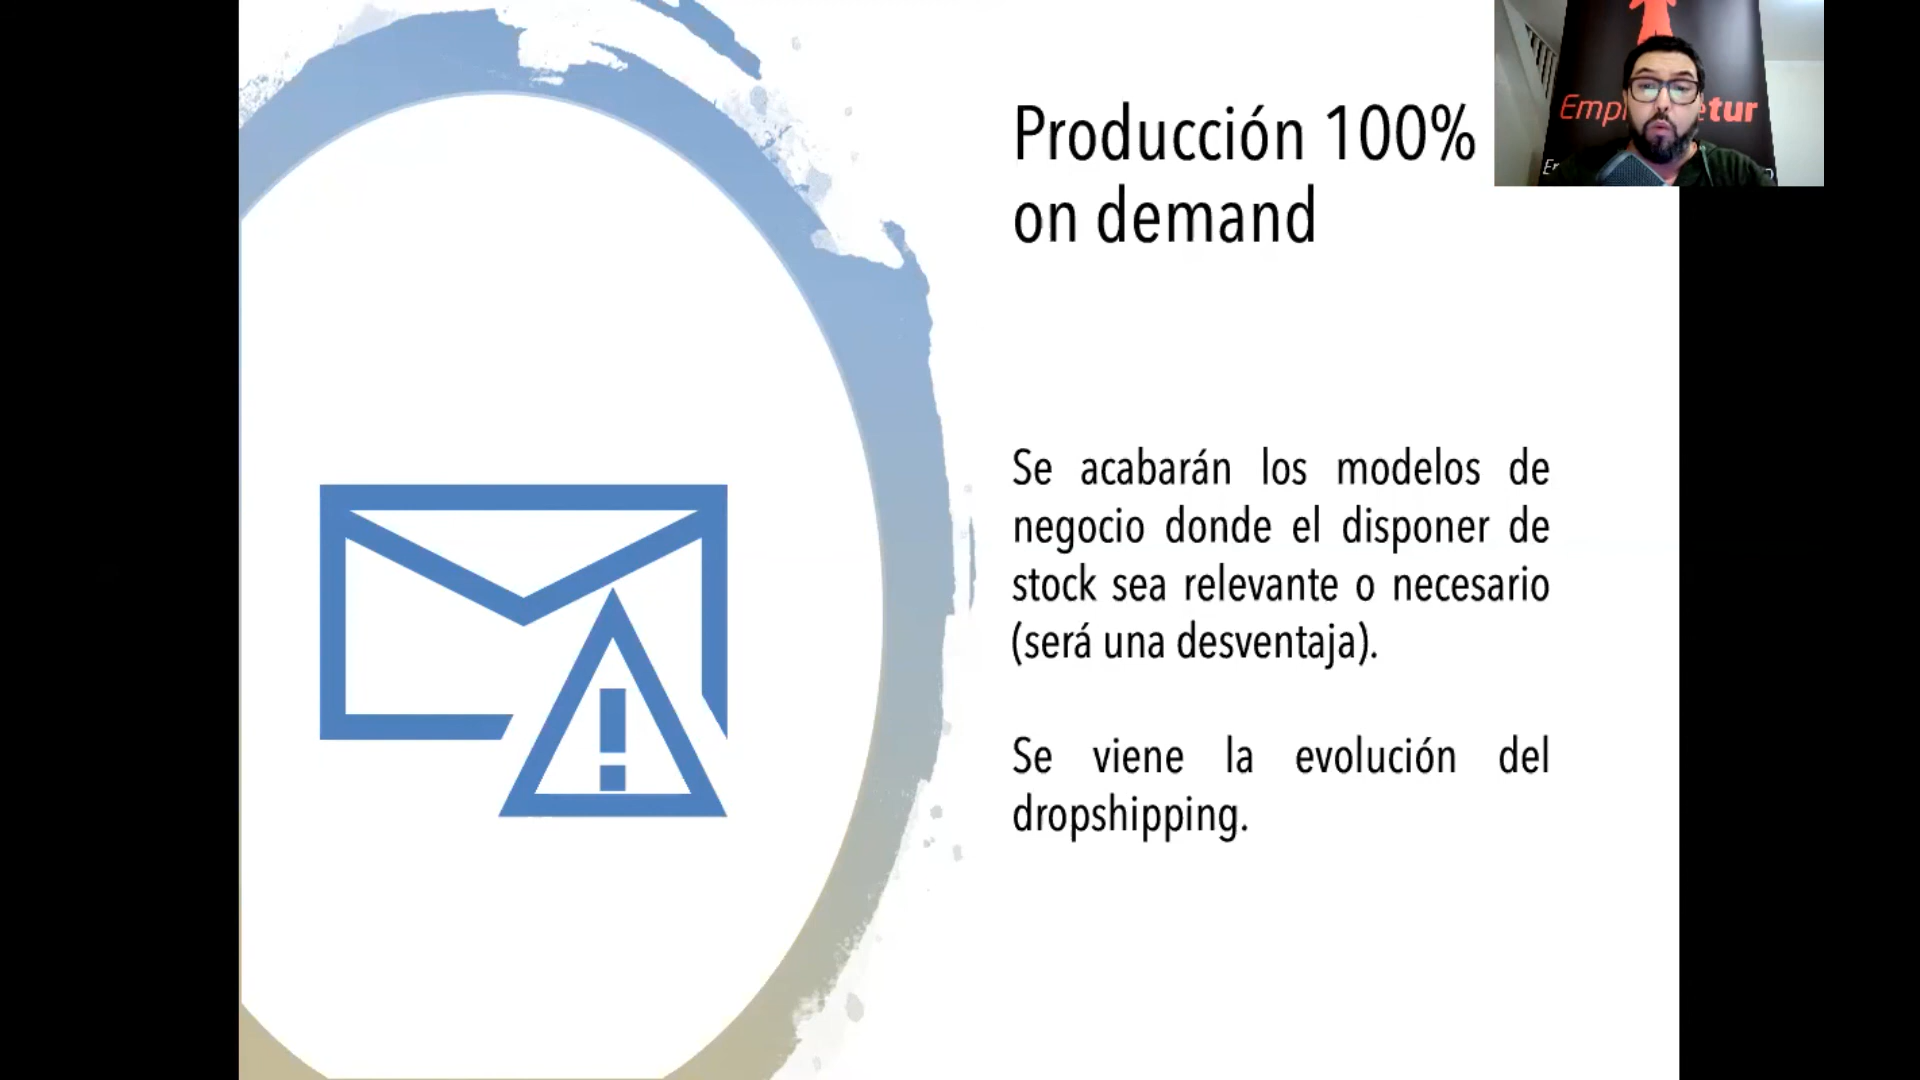 Producción 100%
on demand
Se acabarán los modelos de
negocio donde el disponer de
stock sea relevante o necesario
(será una desventaja).
Se viene la evolución del
dropshipping.